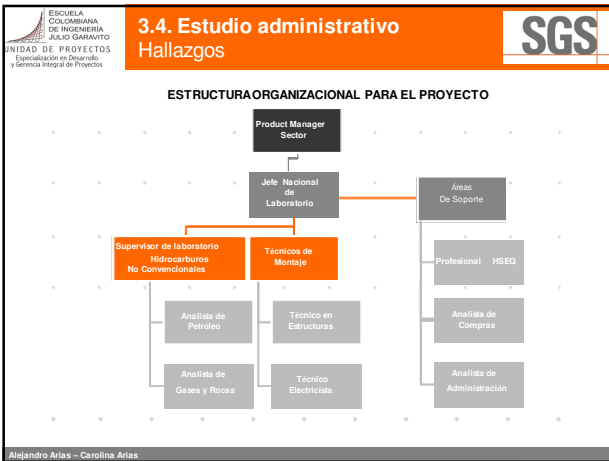 ESCUELA
COLOMBIANA
DE INGENIERÍA
JULIO GARAVITO
UNIDAD DE PROYECTOS
Especialización en Desarrollo
y Gerencia Integral de Proyectos
3.4. Estudio administrativo
Hallazgos
SGS
ESTRUCTURA ORGANIZACIONAL PARA EL PROYECTO
Product Manager
Sector
Jefe Nacional
de
Laboratorio
Áreas
De Soporte
Supervisor de laboratorio
Hidrocarburos
No Convencionales
Técnicos de
Montaje
Profesional HSEQ
Analista de
Petróleo
Técnico en
Estructuras
Analista de
Compras
Analista de
Gases y Rocas
Técnico
Electricista
Analista de
Administración
Alejandro Arias – Carolina Arias